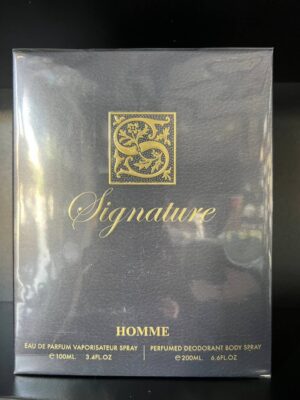 S
Signature
HOMME
EAU DE PARFUM VAPORISATEUR SPRAY
℮100ML. 3.4FL.OZ
PERFUMED DEODORANT BODY SPRAY
℮200ML. 6.6FL.OZ